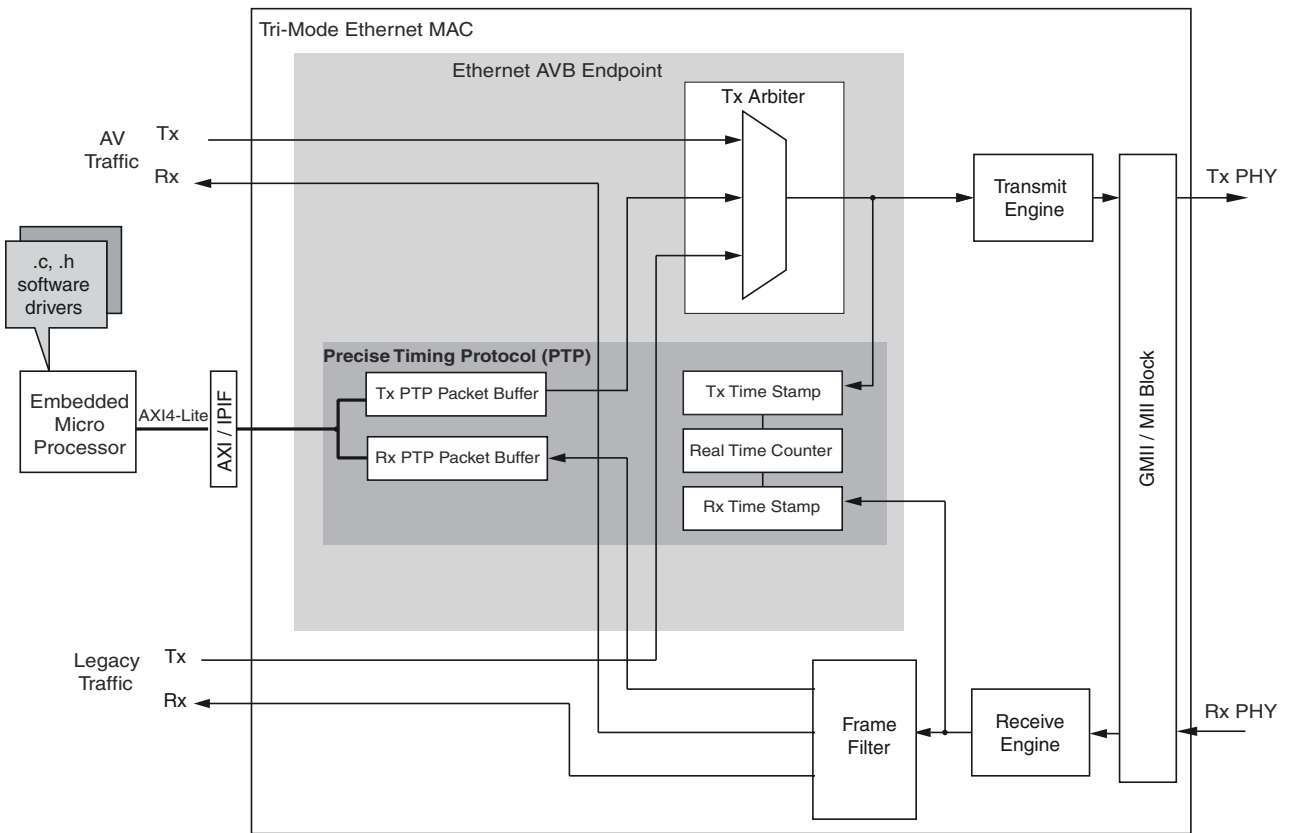 Tri-Mode Ethernet MAC
Ethernet AVB Endpoint
Tx Arbiter
AV
Traffic
Tx
Rx
Transmit
Engine
Tx PHY
.c, .h
software
drivers
Precise Timing Protocol (PTP)
Tx PTP Packet Buffer
Rx PTP Packet Buffer
Tx Time Stamp
Real Time Counter
Rx Time Stamp
Embedded
Micro
Processor
AXI4-Lite
AXI / IPIF
GMII / MII Block
Legacy
Traffic
Tx
Rx
Frame
Filter
Receive
Engine
Rx PHY